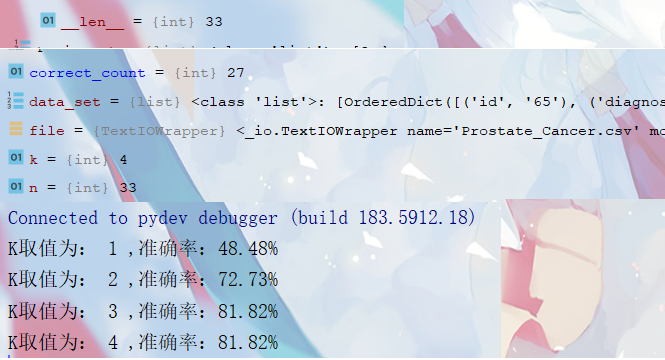 01 __len__ = {int} 33
01 correct_count = {int} 27
data_set = {list} <class 'list'>: [OrderedDict([('id', '65'), ('diagnos
file = {TextIOWrapper} <_io.TextIOWrapper name='Prostate_Cancer.csv' mo
01 k = {int} 4
01 n = {int} 33
Connected to pydev debugger (build 183.5912.18)
K取值为： 1 ,准确率：48.48%
K取值为： 2 ,准确率：72.73%
K取值为： 3 ,准确率：81.82%
K取值为： 4 ,准确率：81.82%